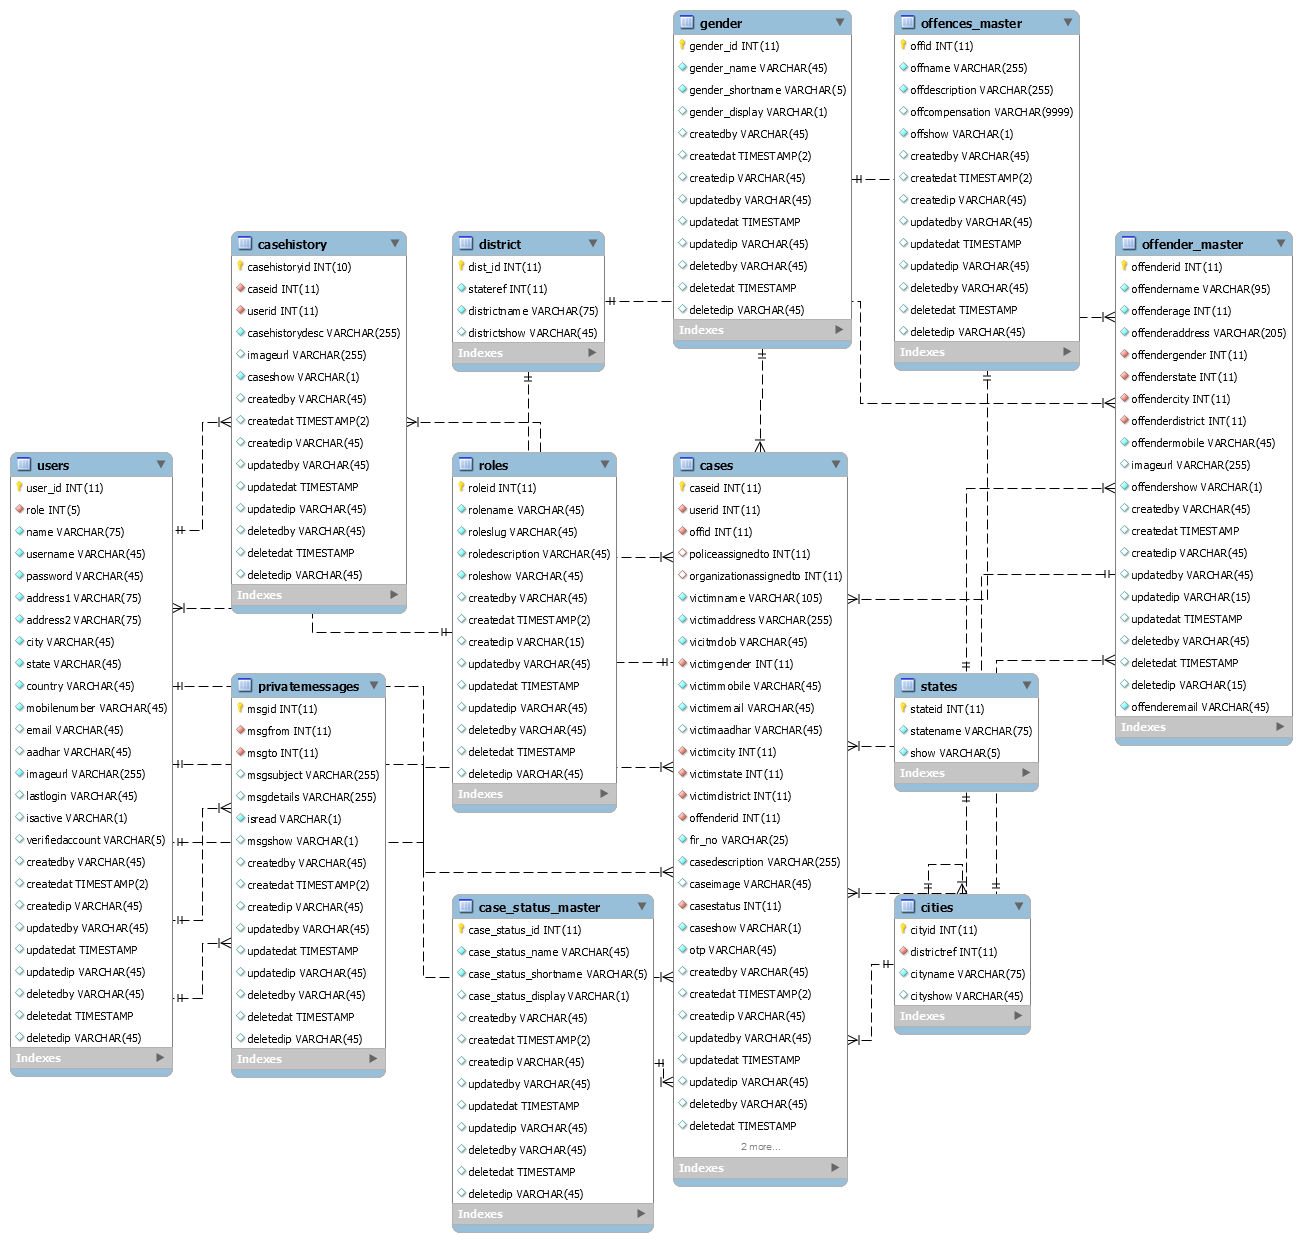 gender
gender_id INT(11)
gender_name VARCHAR(45)
gender_shortname VARCHAR(5)
gender_display VARCHAR(1)
createdby VARCHAR(45)
createdat TIMESTAMP(2)
createdip VARCHAR(45)
updatedby VARCHAR(45)
updatedat TIMESTAMP
updatedip VARCHAR(45)
deletedby VARCHAR(45)
deletedat TIMESTAMP
deletedip VARCHAR(45)
Indexes
offences_master
offid INT(11)
offname VARCHAR(255)
offdescription VARCHAR(255)
offcompensation VARCHAR(9999)
offshow VARCHAR(1)
createdby VARCHAR(45)
createdat TIMESTAMP(2)
createdip VARCHAR(45)
updatedby VARCHAR(45)
updatedat TIMESTAMP
updatedip VARCHAR(45)
deletedby VARCHAR(45)
deletedat TIMESTAMP
deletedip VARCHAR(45)
Indexes
casehistory
casehistoryid INT(10)
caseid INT(11)
userid INT(11)
casehistorydesc VARCHAR(255)
imageurl VARCHAR(255)
caseshow VARCHAR(1)
createdby VARCHAR(45)
createdat TIMESTAMP(2)
createdip VARCHAR(45)
updatedby VARCHAR(45)
updatedat TIMESTAMP
updatedip VARCHAR(45)
deletedby VARCHAR(45)
deletedat TIMESTAMP
deletedip VARCHAR(45)
Indexes
district
dist_id INT(11)
stateref INT(11)
districtname VARCHAR(75)
districtshow VARCHAR(45)
Indexes
offender_master
offenderid INT(11)
offendername VARCHAR(95)
offenderage INT(11)
offenderaddress VARCHAR(205)
offendergender INT(11)
offenderstate INT(11)
offendercity INT(11)
offenderdistrict INT(11)
offendermobile VARCHAR(45)
imageurl VARCHAR(255)
offendershow VARCHAR(1)
createdby VARCHAR(45)
createdat TIMESTAMP
createdip VARCHAR(45)
updatedby VARCHAR(45)
updatedip VARCHAR(15)
updatedat TIMESTAMP
deletedby VARCHAR(45)
deletedat TIMESTAMP
deletedip VARCHAR(15)
offenderemail VARCHAR(45)
Indexes
users
user_id INT(11)
role INT(5)
name VARCHAR(75)
username VARCHAR(45)
password VARCHAR(45)
address1 VARCHAR(75)
address2 VARCHAR(75)
city VARCHAR(45)
state VARCHAR(45)
country VARCHAR(45)
mobilenumber VARCHAR(45)
email VARCHAR(45)
aadhar VARCHAR(45)
imageurl VARCHAR(255)
lastlogin VARCHAR(45)
isactive VARCHAR(1)
verifiedaccount VARCHAR(5)
createdby VARCHAR(45)
createdat TIMESTAMP(2)
createdip VARCHAR(45)
updatedby VARCHAR(45)
updatedat TIMESTAMP
updatedip VARCHAR(45)
deletedby VARCHAR(45)
deletedat TIMESTAMP
deletedip VARCHAR(45)
Indexes
privatemessages
msgid INT(11)
msgfrom INT(11)
msgto INT(11)
msgsubject VARCHAR(255)
msgdetails VARCHAR(255)
isread VARCHAR(1)
msgshow VARCHAR(1)
createdby VARCHAR(45)
createdat TIMESTAMP(2)
createdip VARCHAR(45)
updatedby VARCHAR(45)
updatedat TIMESTAMP
updatedip VARCHAR(45)
deletedby VARCHAR(45)
deletedat TIMESTAMP
deletedip VARCHAR(45)
Indexes
roles
roleid INT(11)
rolename VARCHAR(45)
roleslug VARCHAR(45)
roledescription VARCHAR(45)
roleshow VARCHAR(45)
createdby VARCHAR(45)
createdat TIMESTAMP(2)
createdip VARCHAR(15)
updatedby VARCHAR(45)
updatedat TIMESTAMP
updatedip VARCHAR(45)
deletedby VARCHAR(45)
deletedat TIMESTAMP
deletedip VARCHAR(45)
Indexes
cases
caseid INT(11)
userid INT(11)
offid INT(11)
policeassignedto INT(11)
organizationassignedto INT(11)
victimname VARCHAR(105)
victimaddress VARCHAR(255)
vicitmdob VARCHAR(45)
victimgender INT(11)
victimmobile VARCHAR(45)
victimemail VARCHAR(45)
victimaadhar VARCHAR(45)
victimcity INT(11)
victimstate INT(11)
victimdistrict INT(11)
offenderid INT(11)
fir_no VARCHAR(25)
casedescription VARCHAR(255)
caseimage VARCHAR(45)
casestatus INT(11)
caseshow VARCHAR(1)
otp VARCHAR(45)
createdby VARCHAR(45)
createdat TIMESTAMP(2)
createdip VARCHAR(45)
updatedby VARCHAR(45)
updatedat TIMESTAMP
updatedip VARCHAR(45)
deletedby VARCHAR(45)
deletedat TIMESTAMP
2 more...
Indexes
states
stateid INT(11)
statename VARCHAR(75)
show VARCHAR(5)
Indexes
case_status_master
case_status_id INT(11)
case_status_name VARCHAR(45)
case_status_shortname VARCHAR(5)
case_status_display VARCHAR(1)
createdby VARCHAR(45)
createdat TIMESTAMP(2)
createdip VARCHAR(45)
updatedby VARCHAR(45)
updatedat TIMESTAMP
updatedip VARCHAR(45)
deletedby VARCHAR(45)
deletedat TIMESTAMP
deletedip VARCHAR(45)
Indexes
cities
cityid INT(11)
districtref INT(11)
cityname VARCHAR(75)
cityshow VARCHAR(45)
Indexes